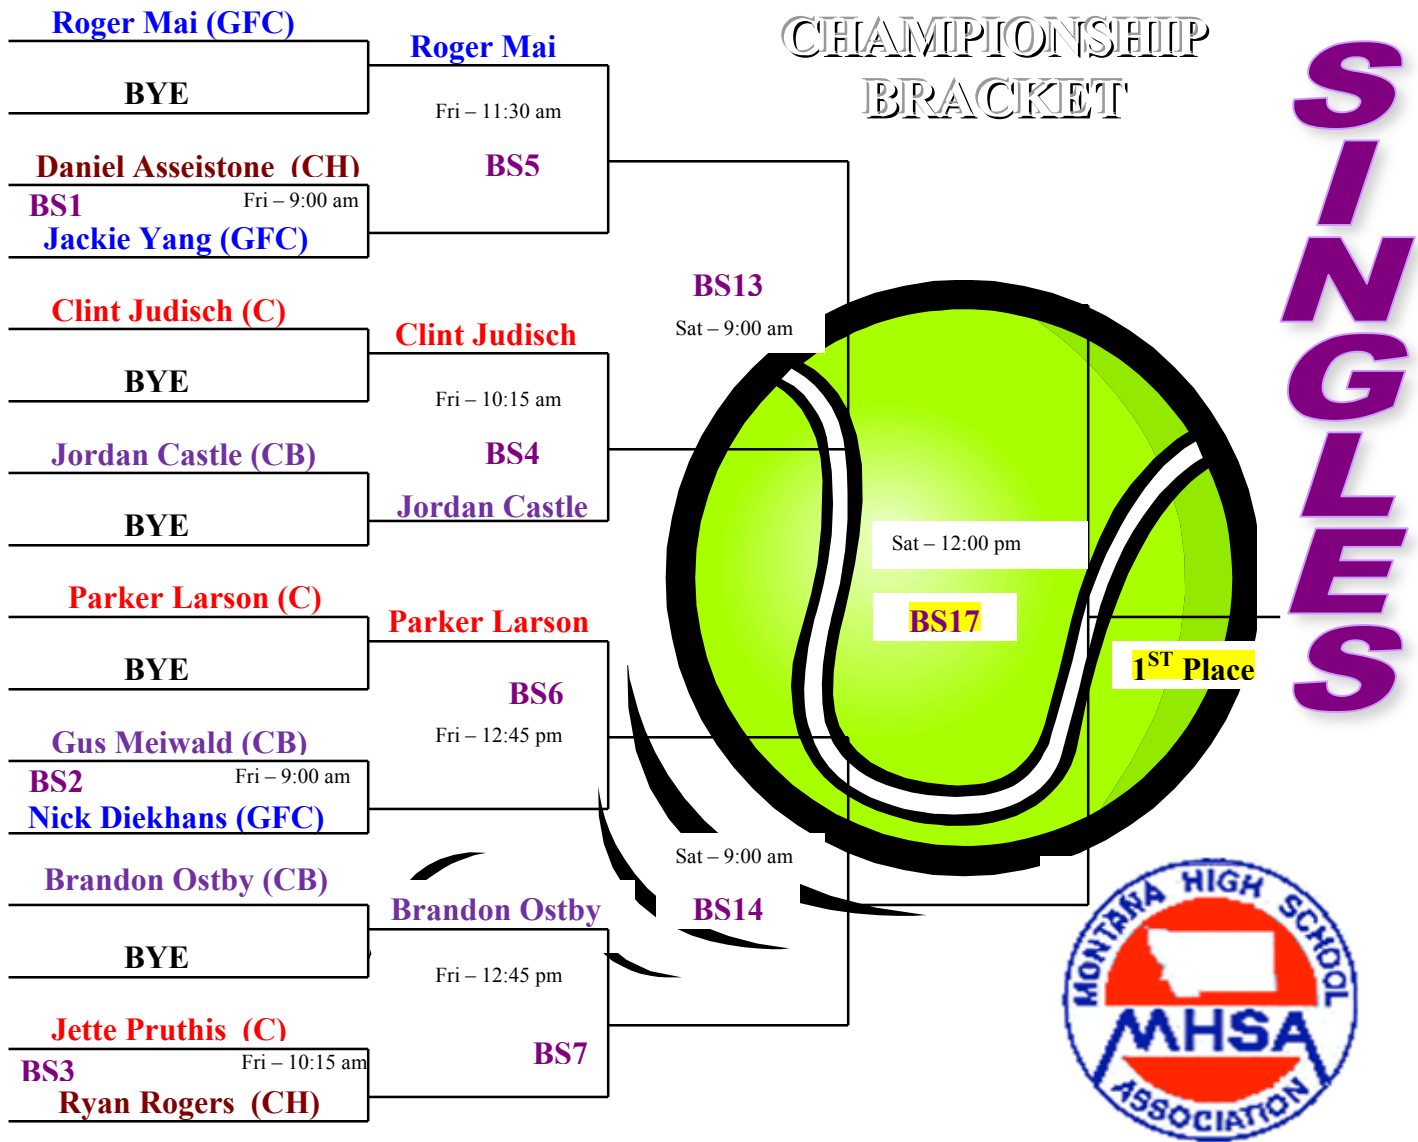 CHAMPIONSHIP
BRACKET
SINGLES
Roger Mai (GFC)
BYE
Roger Mai
Fri – 11:30 am
BS5
Daniel Asseistone (CH)
BS1 Fri – 9:00 am
Jackie Yang (GFC)
BS13
Sat – 9:00 am
Clint Judisch (C)
BYE
Clint Judisch
Fri – 10:15 am
BS4
Jordan Castle (CB)
BYE
Jordan Castle
Sat – 12:00 pm
BS17
1ST Place
Parker Larson (C)
BYE
Parker Larson
BS6
Fri – 12:45 pm
Gus Meiwald (CB)
BS2 Fri – 9:00 am
Nick Diekhans (GFC)
Sat – 9:00 am
BS14
Brandon Ostby (CB)
BYE
Brandon Ostby
Fri – 12:45 pm
BS7
Jette Pruthis (C)
BS3 Fri – 10:15 am
Ryan Rogers (CH)
MONTANA HIGH SCHOOL
MHSA
ASSOCIATION